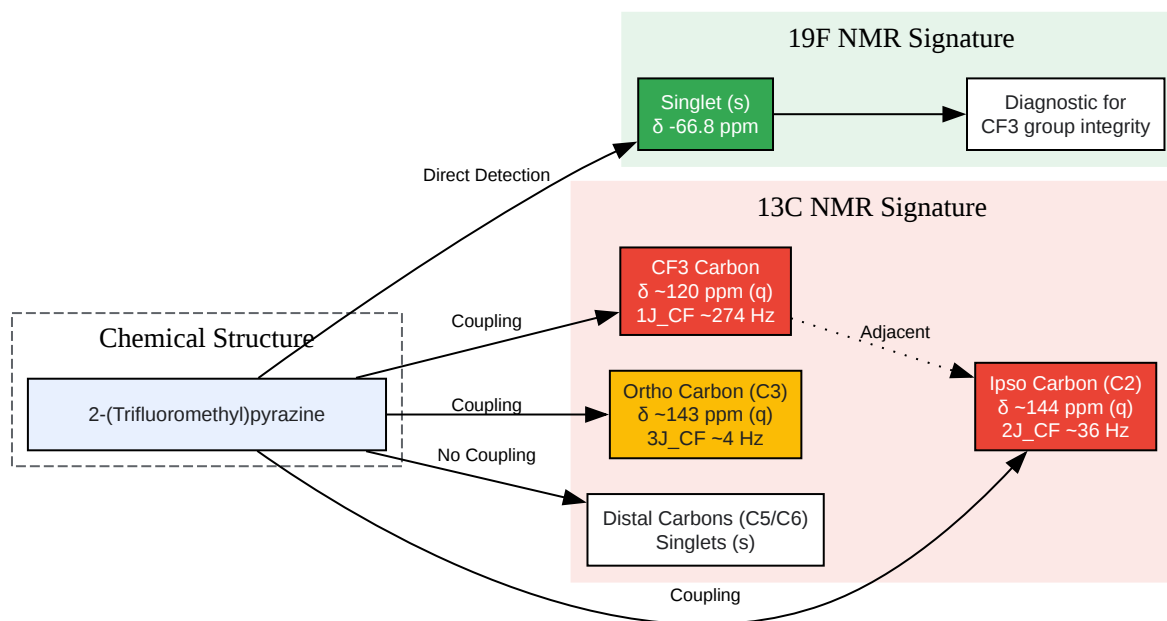 19F NMR Signature
Singlet (s)
δ -66.8 ppm
Diagnostic for
CF3 group integrity
Direct Detection
13C NMR Signature
CF3 Carbon
δ ~120 ppm (q)
1J_CF ~274 Hz
Coupling
Adjacent
Chemical Structure
2-(Trifluoromethyl)pyrazine
Coupling
Ortho Carbon (C3)
δ ~143 ppm (q)
3J_CF ~4 Hz
Ipso Carbon (C2)
δ ~144 ppm (q)
2J_CF ~36 Hz
No Coupling
Distal Carbons (C5/C6)
Singlets (s)
Coupling